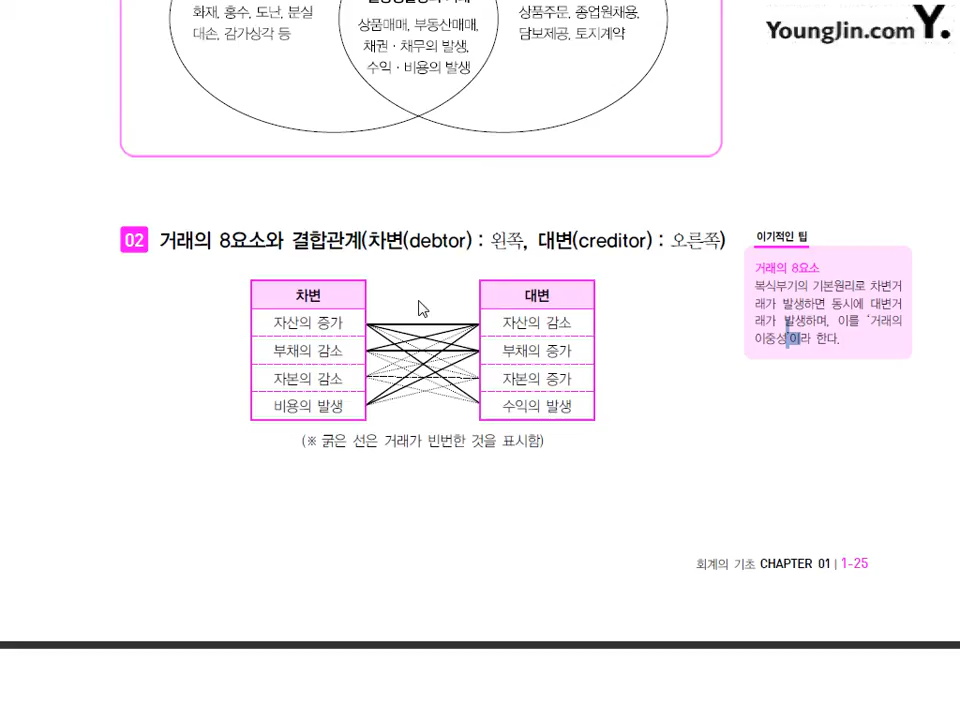 화재, 홍수, 도난, 분실
대손, 감가상각 등
상품매매, 부동산매매,
채권·채무의 발생,
수익·비용의 발생
상품주문, 종업원채용,
담보제공, 토지계약
YoungJin.com Y.
02 거래의 8요소와 결합관계(차변(debtor) : 왼쪽, 대변(creditor) : 오른쪽)
이기적인 팁
거래의 8요소
복식부기의 기본원리로 차변거
래가 발생하면 동시에 대변거
래가 발생하며, 이를 '거래의
이중성'이라 한다.
차변
자산의 증가
부채의 감소
자본의 감소
비용의 발생
대변
자산의 감소
부채의 증가
자본의 증가
수익의 발생
(※ 굵은 선은 거래가 빈번한 것을 표시함)
회계의 기초 CHAPTER 01 | 1-25